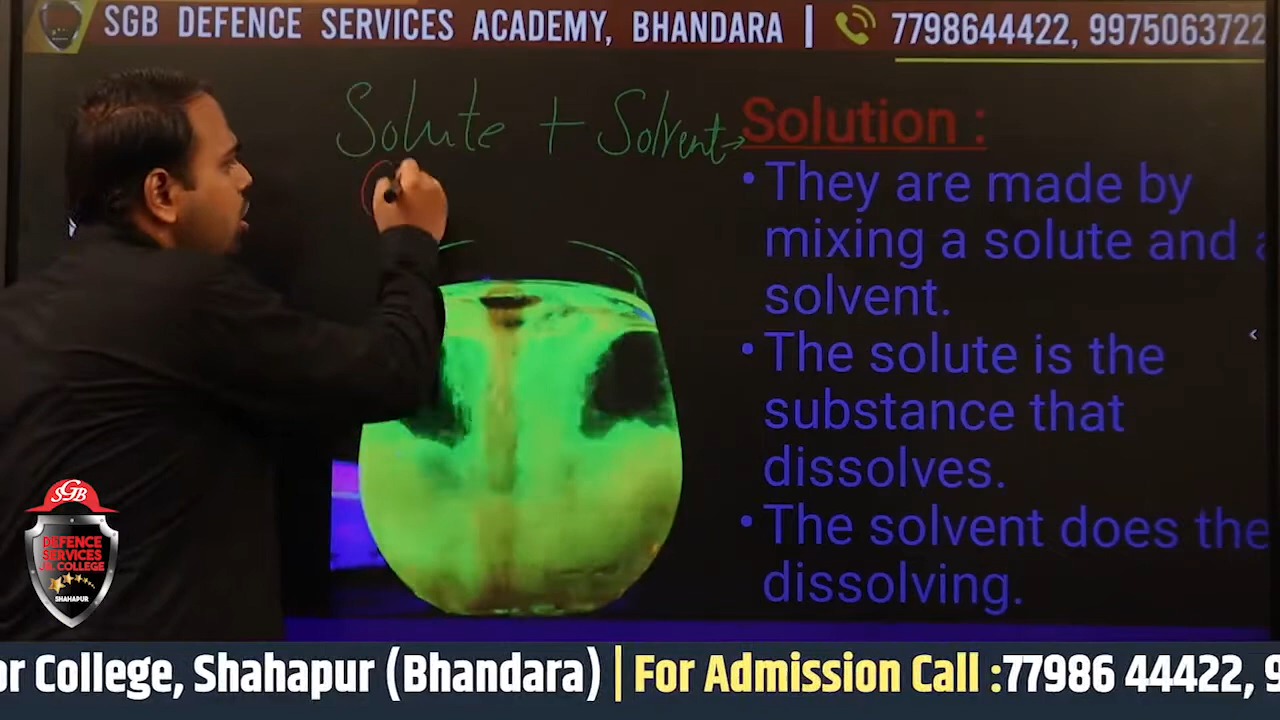 SGB DEFENCE SERVICES ACADEMY, BHANDARA | 7798644422, 9975063722
Solute + Solvent →
Solution :
• They are made by
mixing a solute and a
solvent.
• The solute is the
substance that
dissolves.
• The solvent does the
dissolving.
SGB
DEFENCE
SERVICES
JR. COLLEGE
SHAHAPUR
or College, Shahapur (Bhandara) | For Admission Call :77986 44422, 9